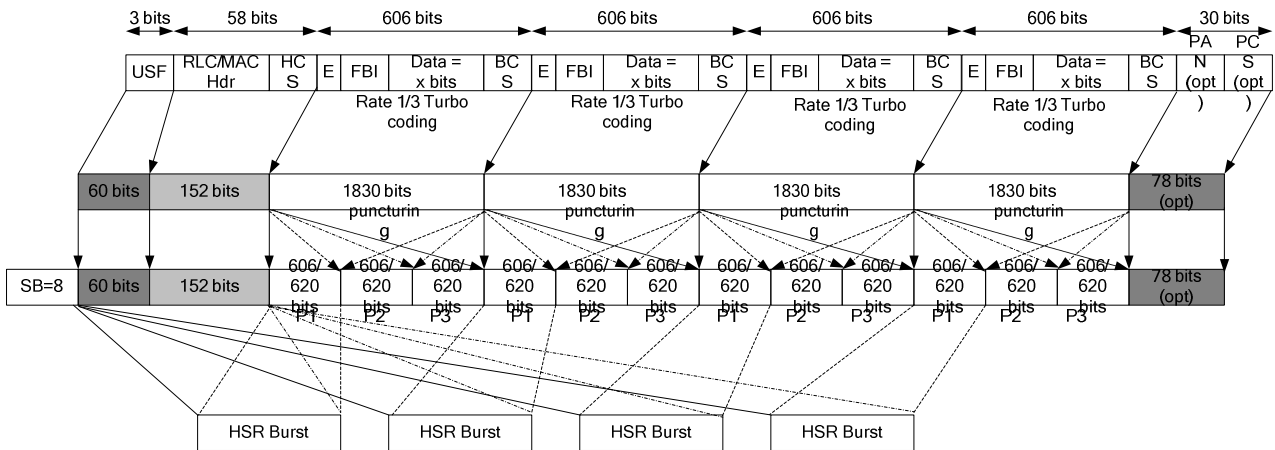 3 bits 58 bits 606 bits 606 bits 606 bits 606 bits 30 bits
USF RLC/MAC Hdr HC S E FBI Data = x bits BC S E FBI Data = x bits BC S E FBI Data = x bits BC S E FBI Data = x bits BC S PA N (opt ) PC S (opt )
Rate 1/3 Turbo coding Rate 1/3 Turbo coding Rate 1/3 Turbo coding Rate 1/3 Turbo coding
60 bits 152 bits 1830 bits 1830 bits 1830 bits 1830 bits 78 bits (opt)
puncturin g puncturin g puncturin g puncturin g
SB=8 60 bits 152 bits 606/ 620 bits P1 606/ 620 bits P2 606/ 620 bits P3 606/ 620 bits P1 606/ 620 bits P2 606/ 620 bits P3 606/ 620 bits P1 606/ 620 bits P2 606/ 620 bits P3 606/ 620 bits P1 606/ 620 bits P2 606/ 620 bits P3 78 bits (opt)
HSR Burst HSR Burst HSR Burst HSR Burst